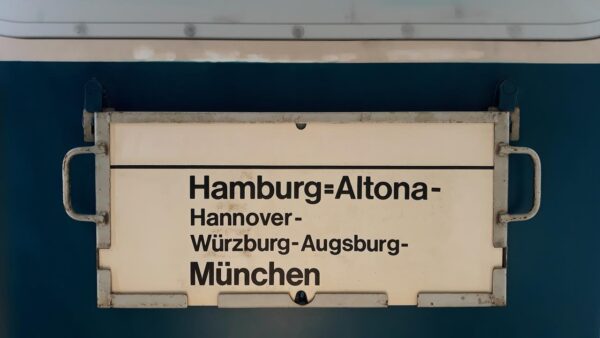 Hamburg=Altona-
Hannover-
Würzburg-Augsburg-
München